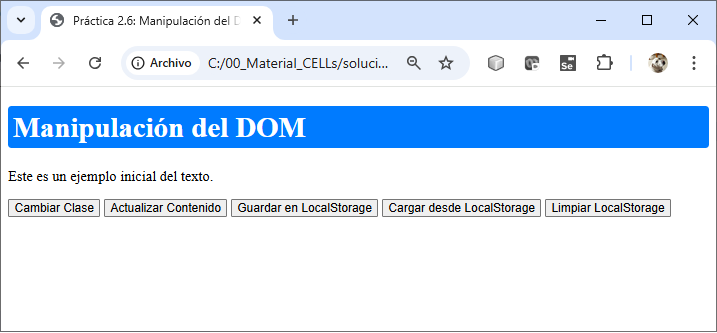 Práctica 2.6: Manipulación del D
Archivo C:/00_Material_CELLs/soluci...
Se
Manipulación del DOM
Este es un ejemplo inicial del texto.
Cambiar Clase Actualizar Contenido Guardar en LocalStorage Cargar desde LocalStorage Limpiar LocalStorage